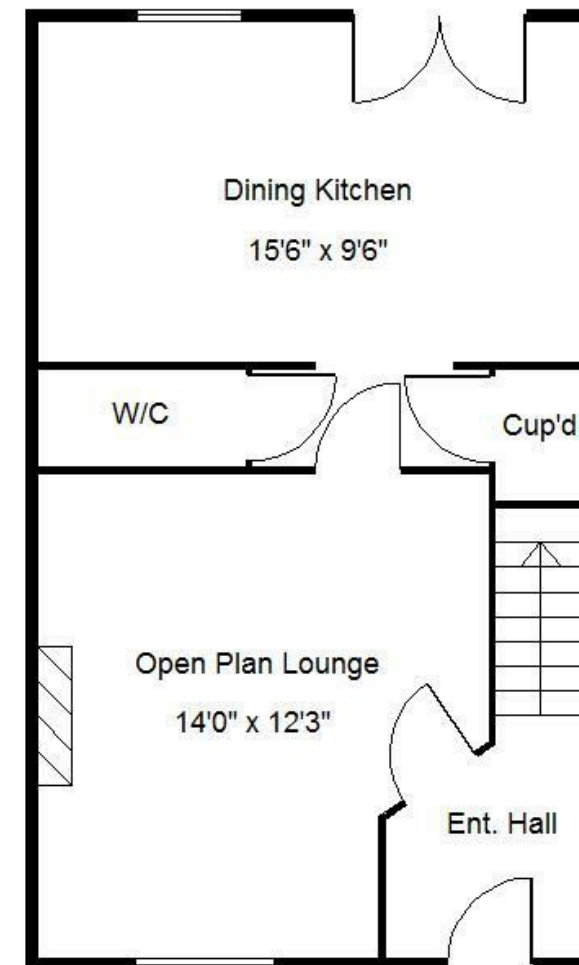 Dining Kitchen
15'6" x 9'6"
W/C
Cup'd
Open Plan Lounge
14'0" x 12'3"
Ent. Hall